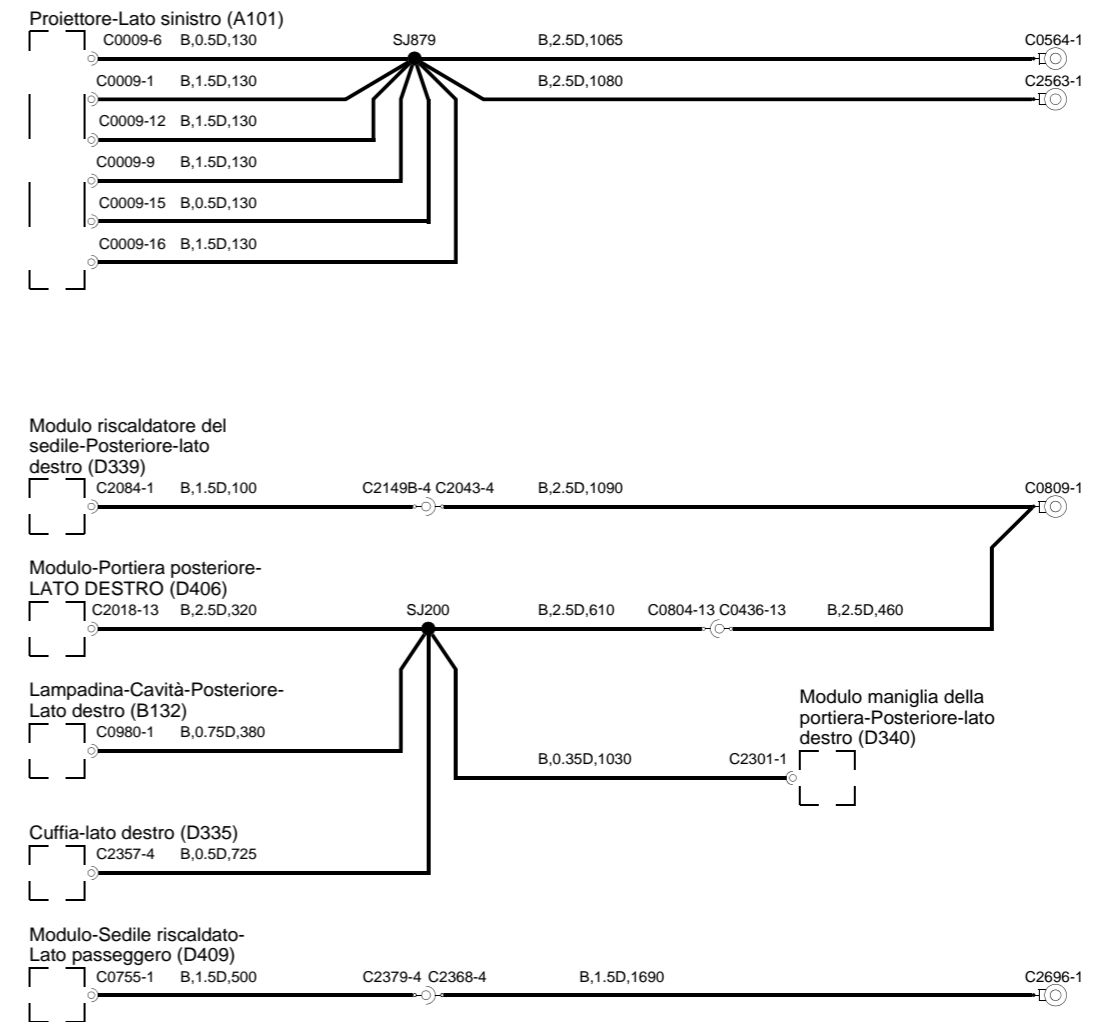 Proiettore-Lato sinistro (A101)
C0009-6 B,0.5D,130 SJ879 B,2.5D,1065 C0564-1
C0009-1 B,1.5D,130 B,2.5D,1080 C2563-1
C0009-12 B,1.5D,130
C0009-9 B,1.5D,130
C0009-15 B,0.5D,130
C0009-16 B,1.5D,130
Modulo riscaldatore del
sedile-Posteriore-lato
destro (D339)
C2084-1 B,1.5D,100 C2149B-4 C2043-4 B,2.5D,1090 C0809-1
Modulo-Portiera posteriore-
LATO DESTRO (D406)
C2018-13 B,2.5D,320 SJ200 B,2.5D,610 C0804-13 C0436-13 B,2.5D,460
Lampadina-Cavità-Posteriore-
Lato destro (B132)
C0980-1 B,0.75D,380
Modulo maniglia della
portiera-Posteriore-lato
destro (D340)
B,0.35D,1030 C2301-1
Cuffia-lato destro (D335)
C2357-4 B,0.5D,725
Modulo-Sedile riscaldato-
Lato passeggero (D409)
C0755-1 B,1.5D,500 C2379-4 C2368-4 B,1.5D,1690 C2696-1